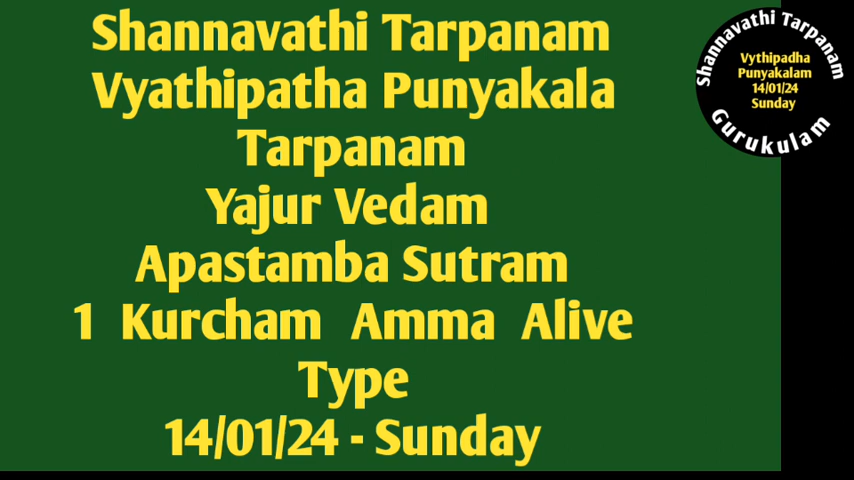 Shannavathi Tarpanam
Vyathipatha Punyakala
Tarpanam
Yajur Vedam
Apastamba Sutram
1 Kurcham Amma Alive
Type
14/01/24 - Sunday
Shannavathi Tarpanam
Vythipadha
Punyakalam
14/01/24
Sunday
Gurukulam